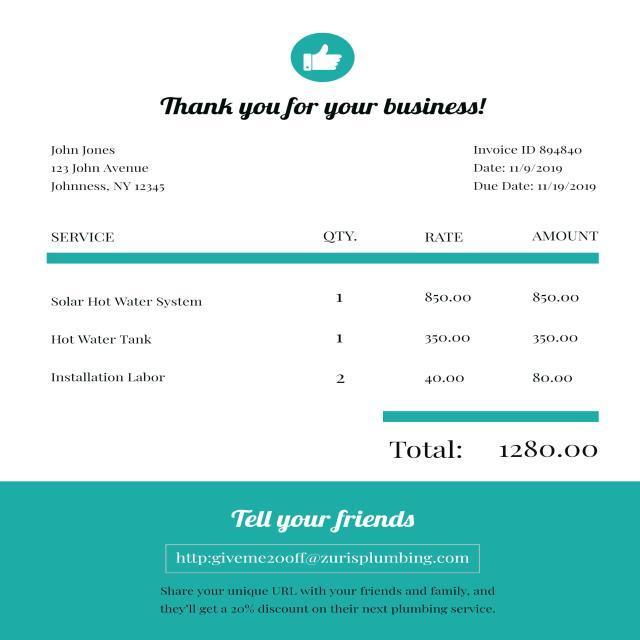 Thank you for your business!
John Jones
123 John Avenue
Johnness, NY 12345
Invoice ID 894840
Date: 11/9/2019
Due Date: 11/19/2019
SERVICE QTY. RATE AMOUNT
Solar Hot Water System 1 850.00 850.00
Hot Water Tank 1 350.00 350.00
Installation Labor 2 40.00 80.00
Total: 1280.00
Tell your friends
http:giveme20off@zurisplumbing.com
Share your unique URL with your friends and family, and
they'll get a 20% discount on their next plumbing service.